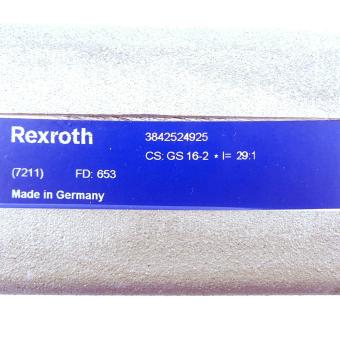 Rexroth 3842524925
CS: GS 16-2 * I= 29:1
(7211) FD: 653
Made in Germany